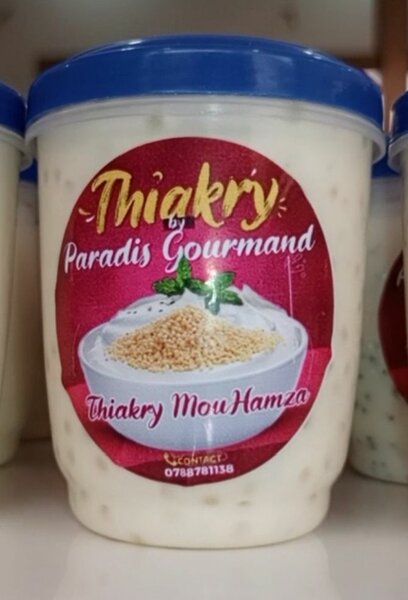 Thiakry
by
Paradis Gourmand
Thiakry MouHamza
CONTACT
0788781138